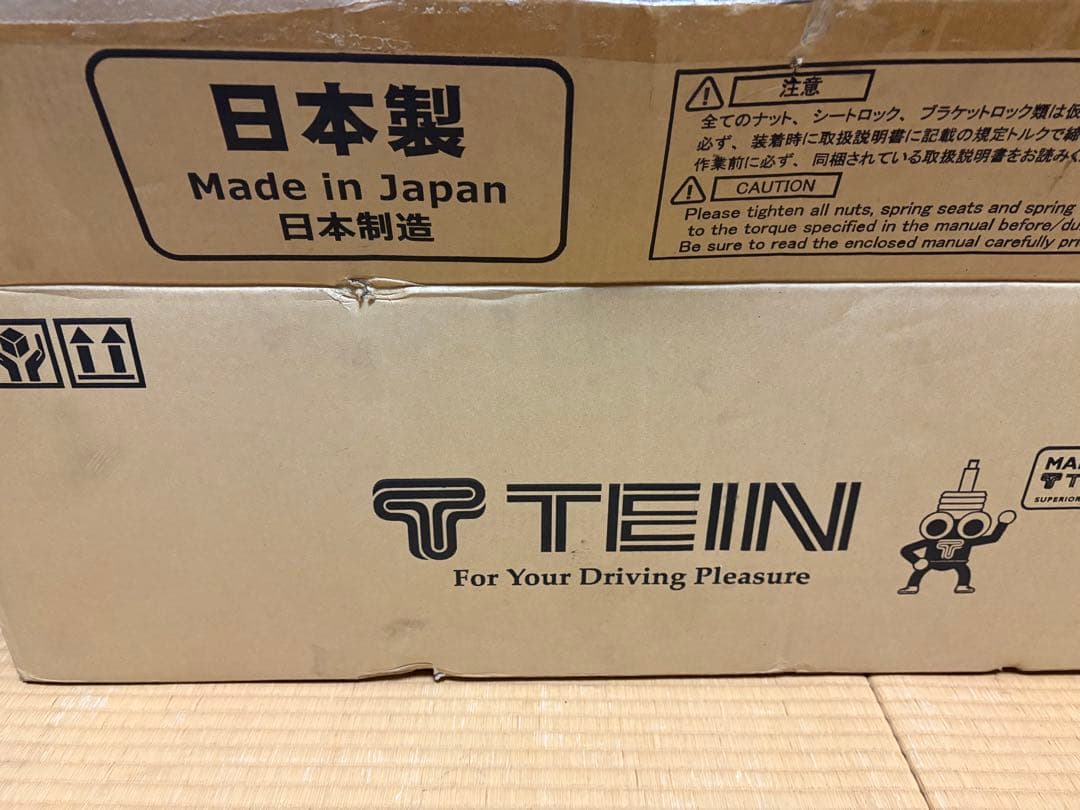 日本製
Made in Japan
日本制造
注意
全てのナット、シートロック、ブラケットロック類は仮
必ず、装着時に取扱説明書に記載の規定トルクで締
作業前に必ず、同梱されている取扱説明書をお読みく
CAUTION
Please tighten all nuts, spring seats and spring
to the torque specified in the manual before/du
Be sure to read the enclosed manual carefully pri
TEIN
For Your Driving Pleasure
MA
SUPERIOR